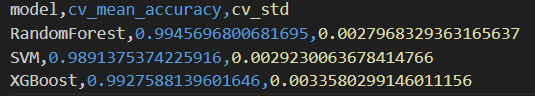 model,cv_mean_accuracy,cv_std
RandomForest,0.9945696800681695,0.0027968329363165637
SVM,0.9891375374225916,0.0029230063678414766
XGBoost,0.9927588139601646,0.0033580299146011156